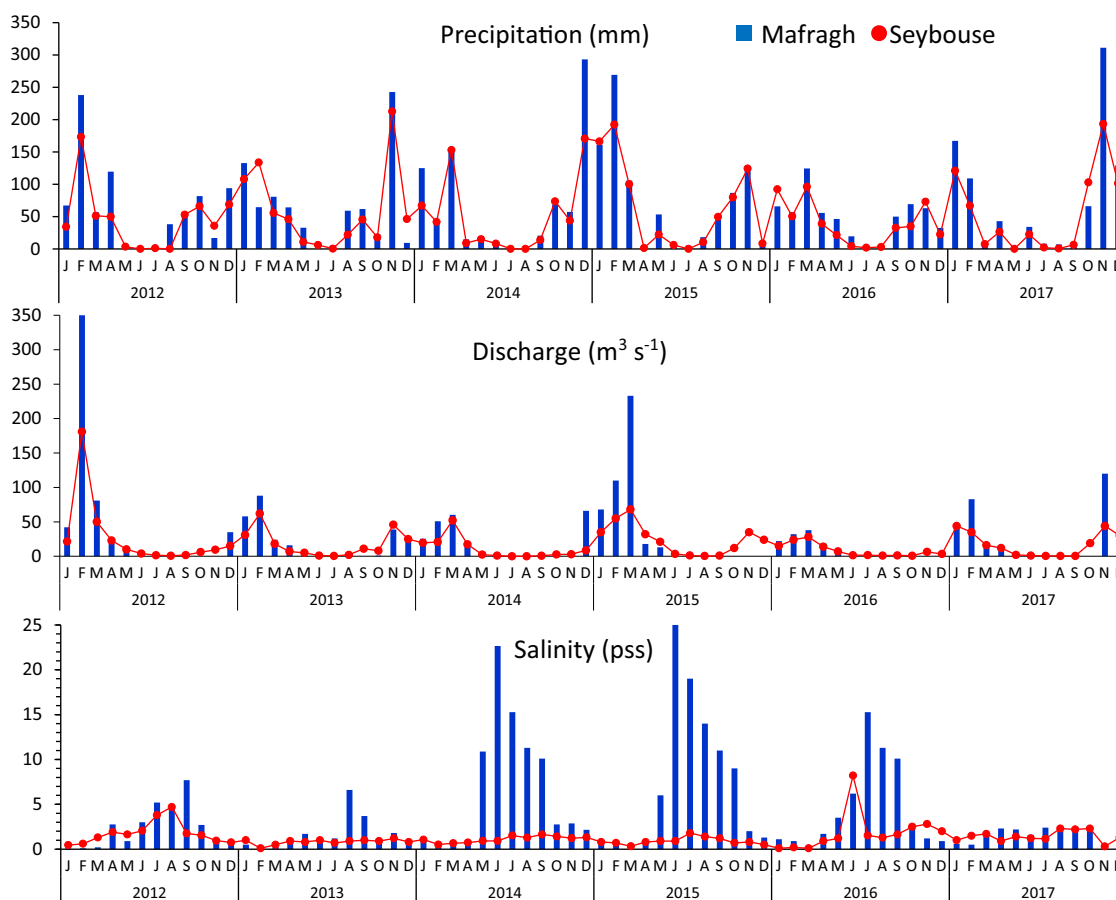 Precipitation (mm)
Mafragh Seybouse
350
300
250
200
150
100
50
0
J F M A M J J A S O N D J F M A M J J A S O N D J F M A M J J A S O N D J F M A M J J A S O N D J F M A M J J A S O N D J F M A M J J A S O N D
2012 2013 2014 2015 2016 2017
Discharge (m³ s⁻¹)
350
300
250
200
150
100
50
0
J F M A M J J A S O N D J F M A M J J A S O N D J F M A M J J A S O N D J F M A M J J A S O N D J F M A M J J A S O N D J F M A M J J A S O N D
2012 2013 2014 2015 2016 2017
Salinity (pss)
25
20
15
10
5
0
J F M A M J J A S O N D J F M A M J J A S O N D J F M A M J J A S O N D J F M A M J J A S O N D J F M A M J J A S O N D J F M A M J J A S O N D
2012 2013 2014 2015 2016 2017